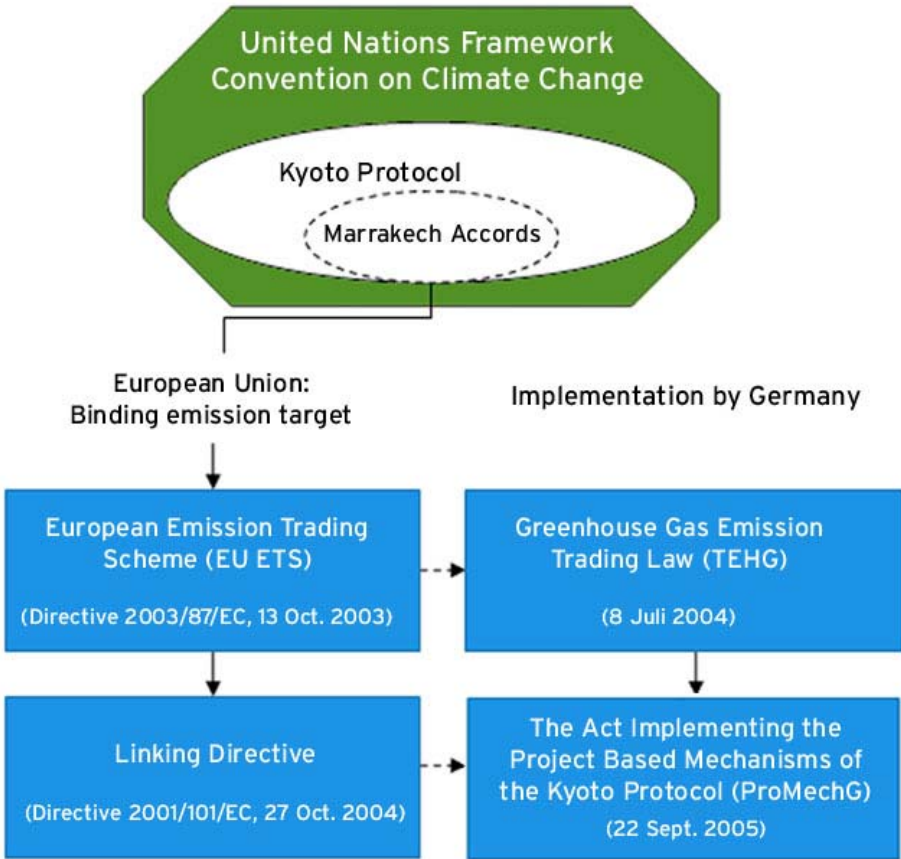 United Nations Framework
Convention on Climate Change
Kyoto Protocol
Marrakech Accords
European Union:
Binding emission target
Implementation by Germany
European Emission Trading
Scheme (EU ETS)
(Directive 2003/87/EC, 13 Oct. 2003)
Greenhouse Gas Emission
Trading Law (TEHG)
(8 Juli 2004)
Linking Directive
(Directive 2001/101/EC, 27 Oct. 2004)
The Act Implementing the
Project Based Mechanisms of
the Kyoto Protocol (ProMechG)
(22 Sept. 2005)